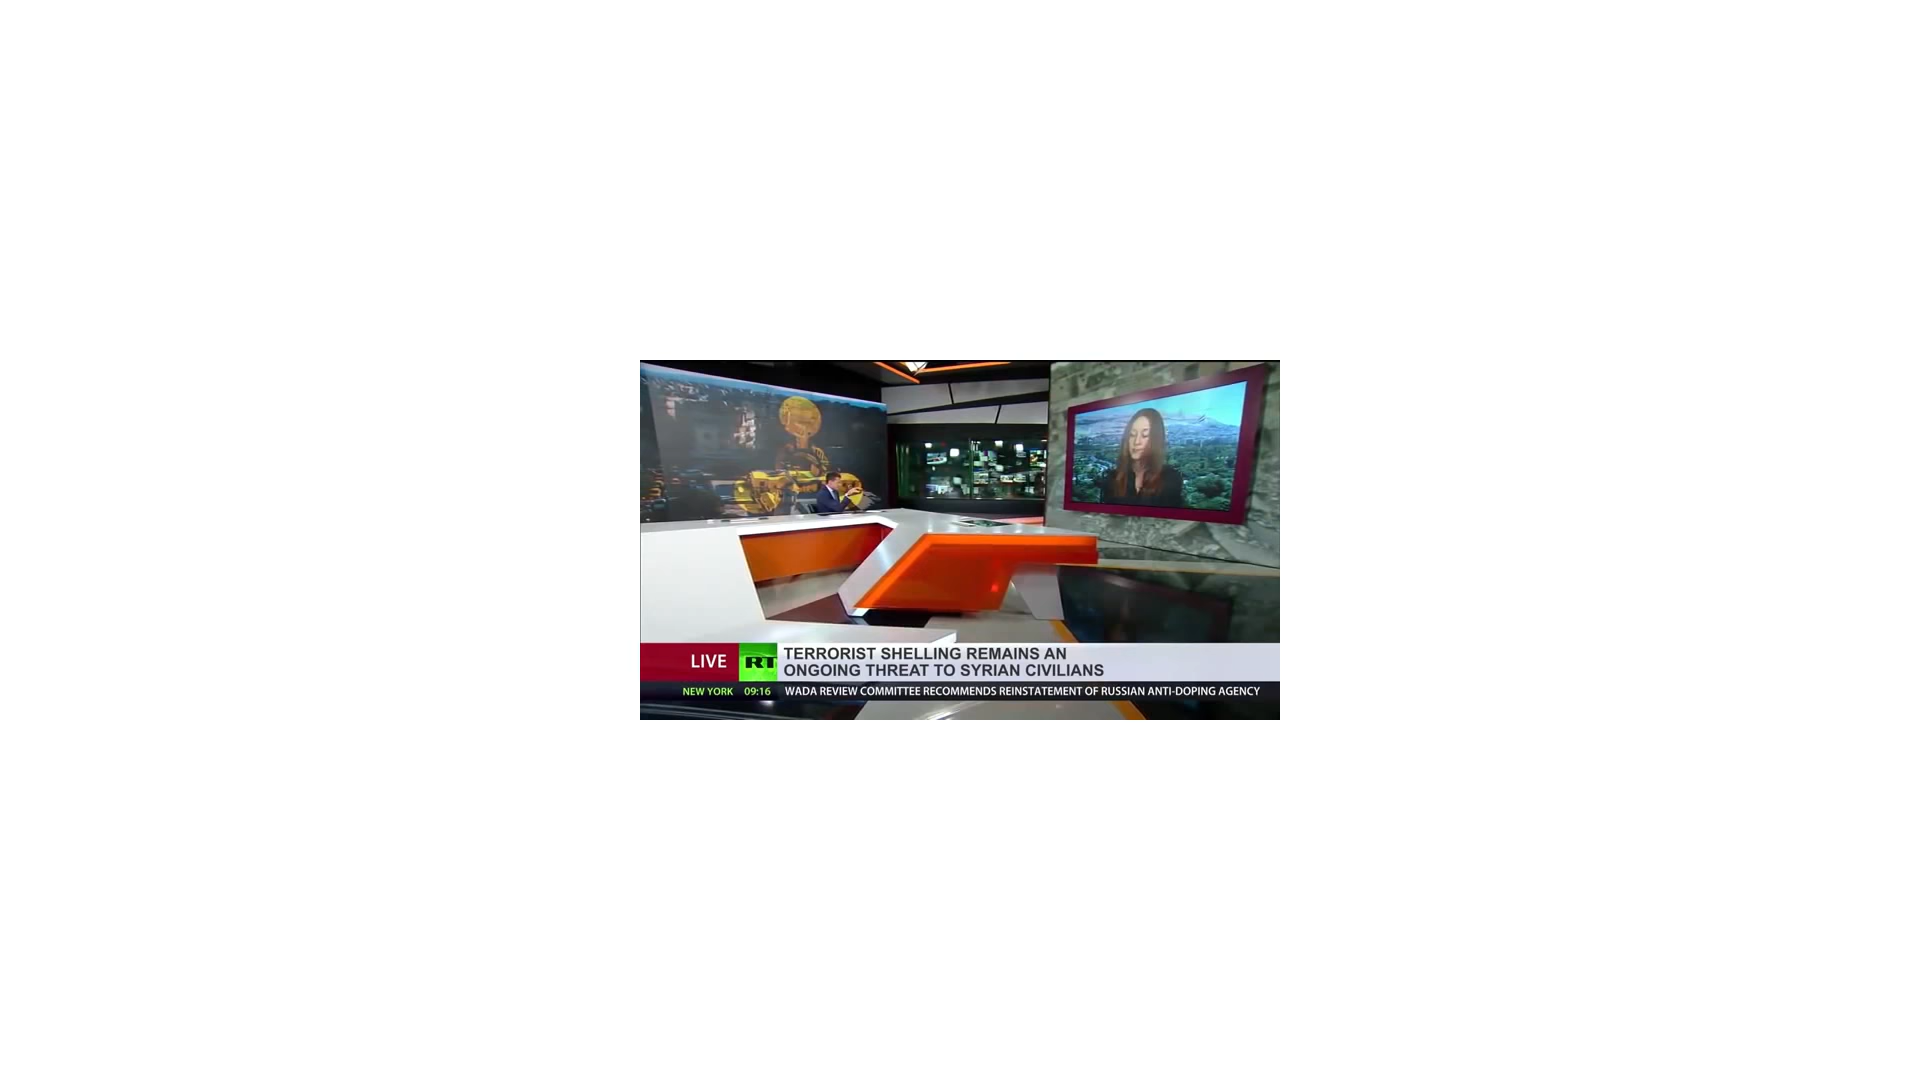 LIVE
RT
TERRORIST SHELLING REMAINS AN
ONGOING THREAT TO SYRIAN CIVILIANS
NEW YORK 09:16 WADA REVIEW COMMITTEE RECOMMENDS REINSTATEMENT OF RUSSIAN ANTI-DOPING AGENCY